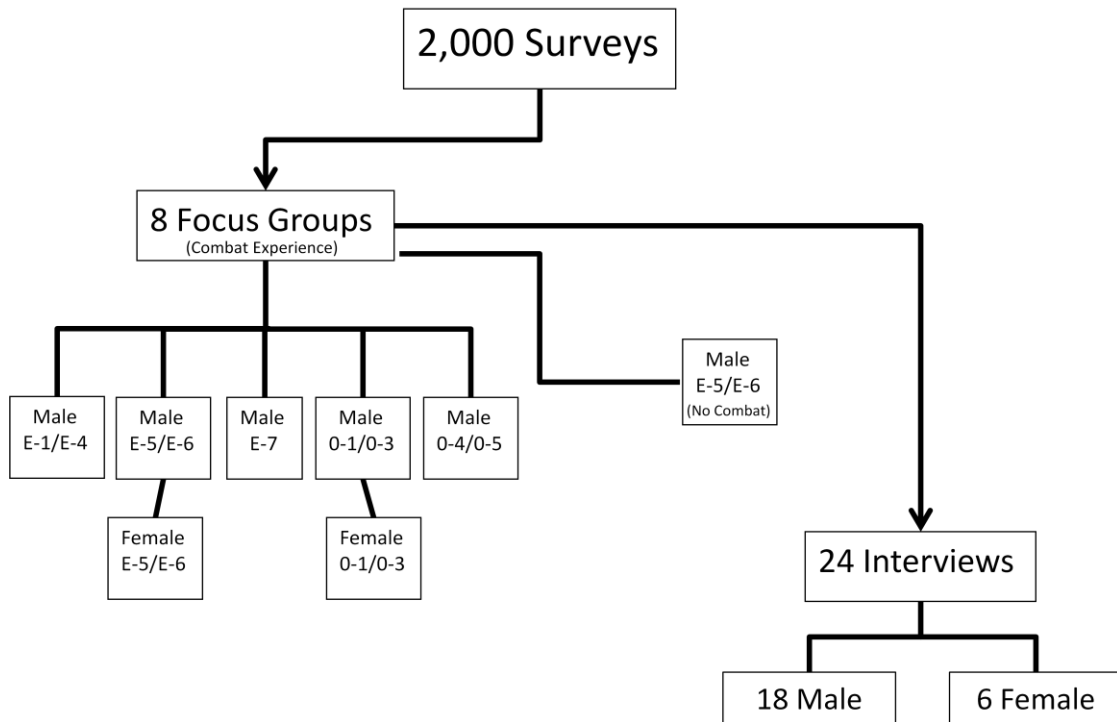 2,000 Surveys
8 Focus Groups
(Combat Experience)
Male
E-5/E-6
(No Combat)
Male
E-1/E-4
Male
E-5/E-6
Male
E-7
Male
0-1/0-3
Male
0-4/0-5
Female
E-5/E-6
Female
0-1/0-3
24 Interviews
18 Male
6 Female